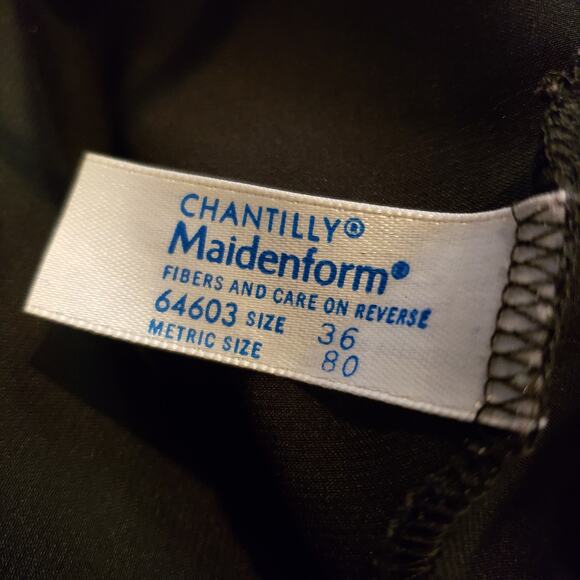 CHANTILLY®
Maidenform®
FIBERS AND CARE ON REVERSE
64603 SIZE 36
METRIC SIZE 80